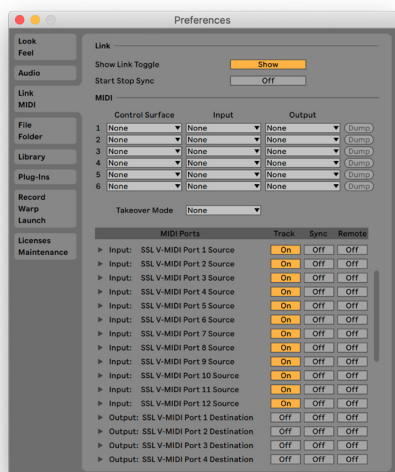 Preferences
Look
Feel
Audio
Link
MIDI
File
Folder
Library
Plug-Ins
Record
Warp
Launch
Licenses
Maintenance
Link
Show Link Toggle Show
Start Stop Sync Off
MIDI
Control Surface Input Output
1 None None None Dump
2 None None None Dump
3 None None None Dump
4 None None None Dump
5 None None None Dump
6 None None None Dump
Takeover Mode None
MIDI Ports Track Sync Remote
Input: SSL V-MIDI Port 1 Source On Off Off
Input: SSL V-MIDI Port 2 Source On Off Off
Input: SSL V-MIDI Port 3 Source On Off Off
Input: SSL V-MIDI Port 4 Source On Off Off
Input: SSL V-MIDI Port 5 Source On Off Off
Input: SSL V-MIDI Port 6 Source On Off Off
Input: SSL V-MIDI Port 7 Source On Off Off
Input: SSL V-MIDI Port 8 Source On Off Off
Input: SSL V-MIDI Port 9 Source On Off Off
Input: SSL V-MIDI Port 10 Source On Off Off
Input: SSL V-MIDI Port 11 Source On Off Off
Input: SSL V-MIDI Port 12 Source On Off Off
Output: SSL V-MIDI Port 1 Destination Off Off Off
Output: SSL V-MIDI Port 2 Destination Off Off Off
Output: SSL V-MIDI Port 3 Destination Off Off Off
Output: SSL V-MIDI Port 4 Destination Off Off Off